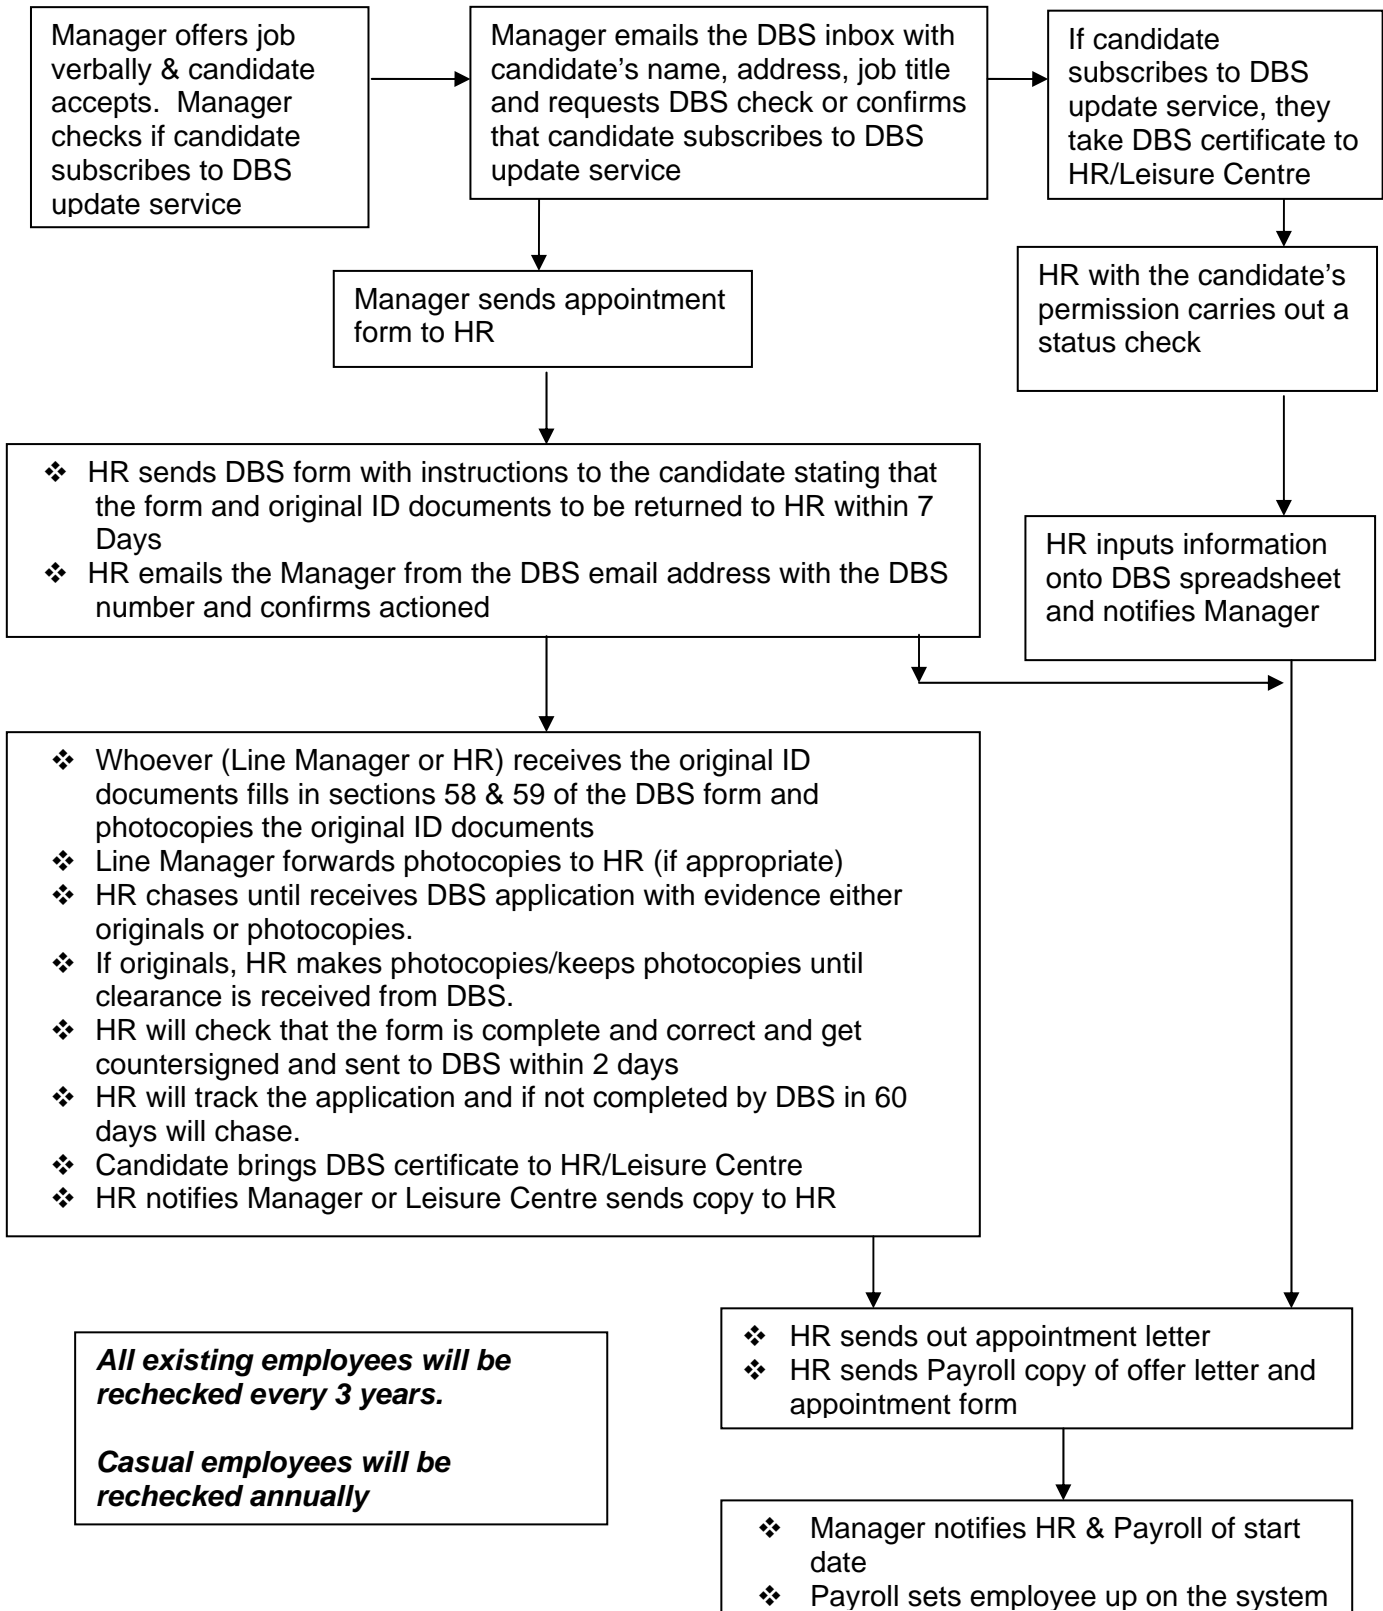 Manager offers job
verbally & candidate
accepts.  Manager
checks if candidate
subscribes to DBS
update service
Manager emails the DBS inbox with
candidate's name, address, job title
and requests DBS check or confirms
that candidate subscribes to DBS
update service
If candidate
subscribes to DBS
update service, they
take DBS certificate to
HR/Leisure Centre
Manager sends appointment
form to HR
HR with the candidate's
permission carries out a
status check
❖ HR sends DBS form with instructions to the candidate stating that
the form and original ID documents to be returned to HR within 7
Days
❖ HR emails the Manager from the DBS email address with the DBS
number and confirms actioned
HR inputs information
onto DBS spreadsheet
and notifies Manager
❖ Whoever (Line Manager or HR) receives the original ID
documents fills in sections 58 & 59 of the DBS form and
photocopies the original ID documents
❖ Line Manager forwards photocopies to HR (if appropriate)
❖ HR chases until receives DBS application with evidence either
originals or photocopies.
❖ If originals, HR makes photocopies/keeps photocopies until
clearance is received from DBS.
❖ HR will check that the form is complete and correct and get
countersigned and sent to DBS within 2 days
❖ HR will track the application and if not completed by DBS in 60
days will chase.
❖ Candidate brings DBS certificate to HR/Leisure Centre
❖ HR notifies Manager or Leisure Centre sends copy to HR
❖ HR sends out appointment letter
❖ HR sends Payroll copy of offer letter and
appointment form
All existing employees will be
rechecked every 3 years.
Casual employees will be
rechecked annually
❖ Manager notifies HR & Payroll of start
date
❖ Payroll sets employee up on the system